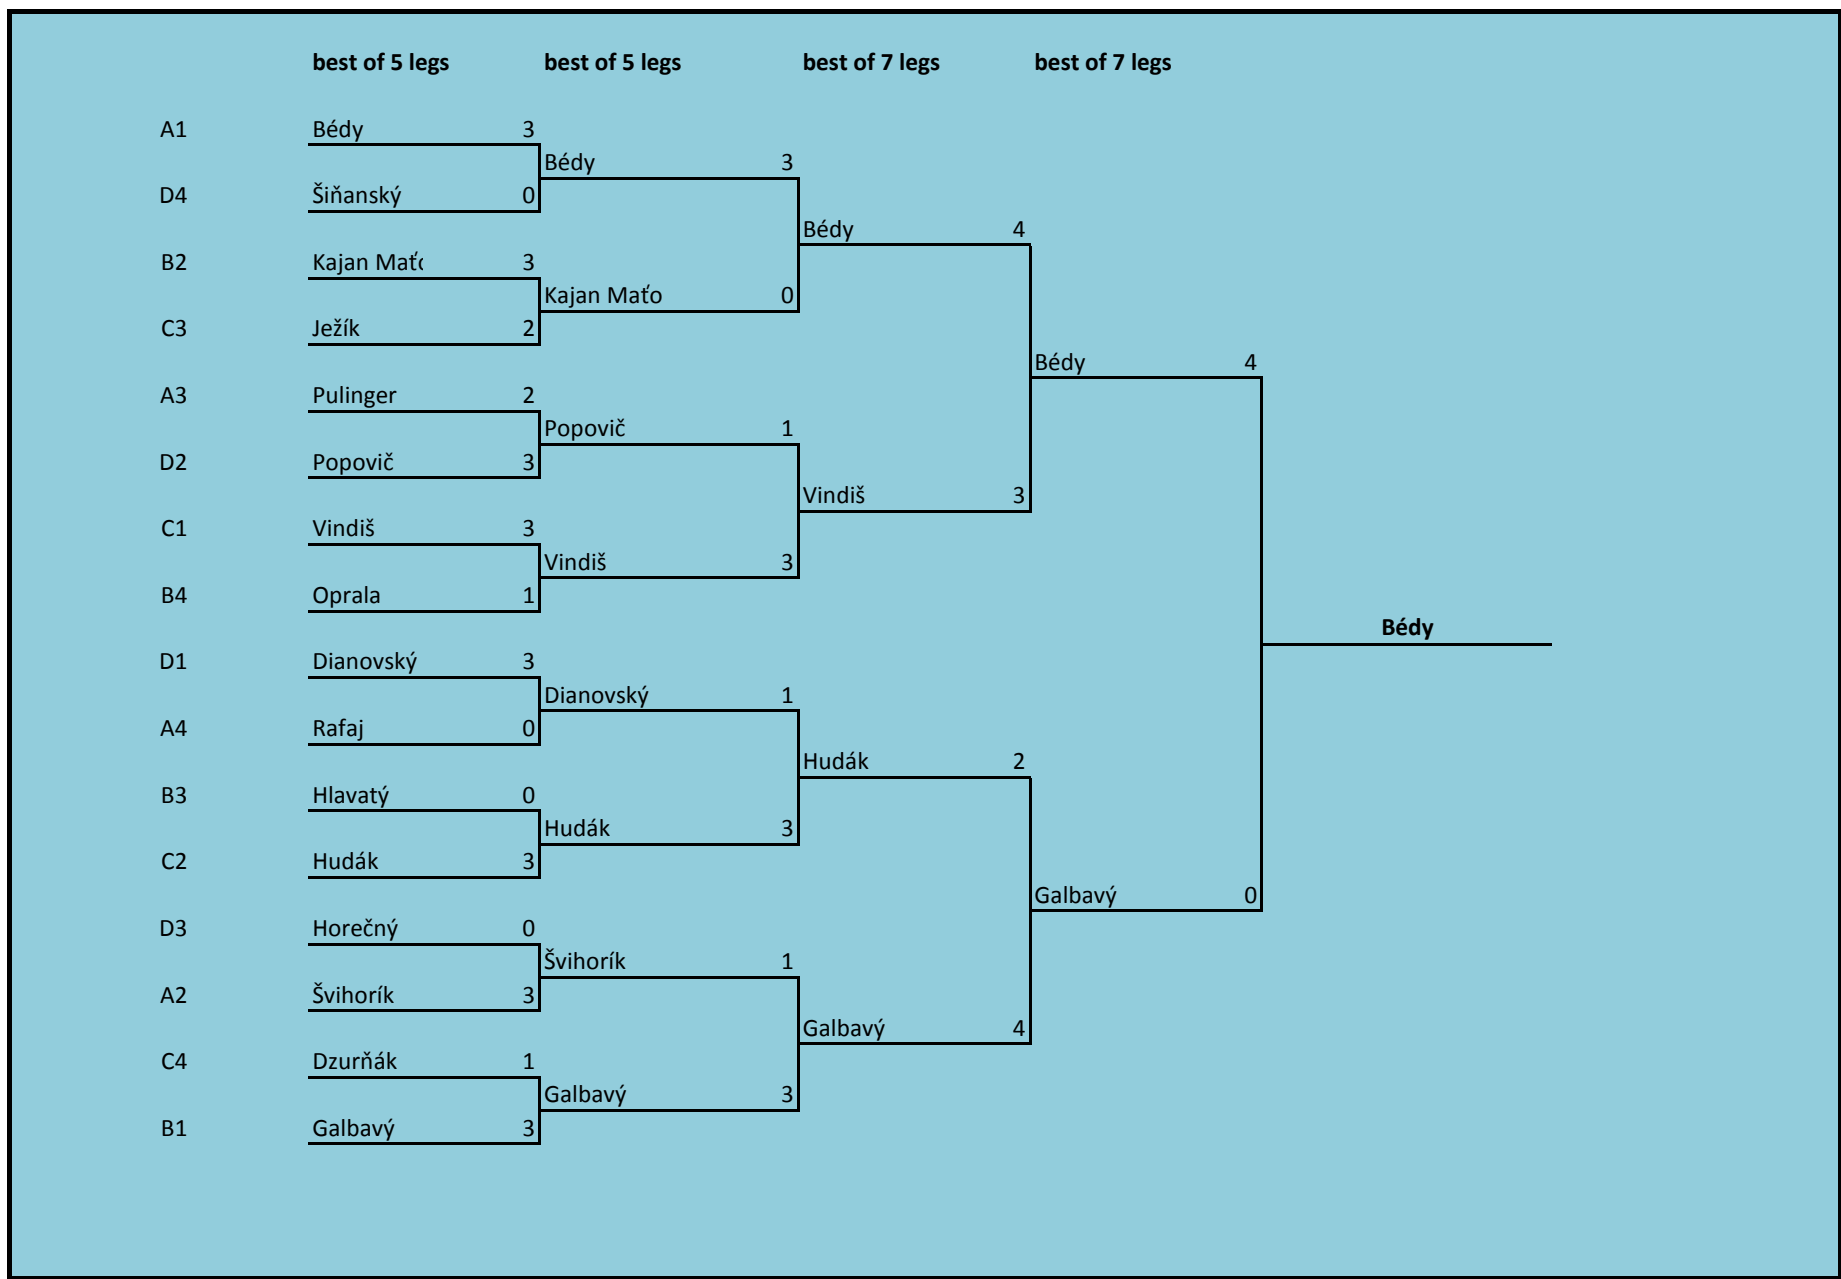 best of 5 legs best of 5 legs best of 7 legs best of 7 legs
A1 Bédy 3
Bédy 3
D4 Šiňanský 0
Bédy 4
B2 Kajan Maťo 3
Kajan Maťo 0
C3 Ježík 2
Bédy 4
A3 Pulinger 2
Popovič 1
D2 Popovič 3
Vindiš 3
C1 Vindiš 3
Vindiš 3
B4 Oprala 1
Bédy
D1 Dianovský 3
Dianovský 1
A4 Rafaj 0
Hudák 2
B3 Hlavatý 0
Hudák 3
C2 Hudák 3
Galbavý 0
D3 Horečný 0
Švihorík 1
A2 Švihorík 3
Galbavý 4
C4 Dzurňák 1
Galbavý 3
B1 Galbavý 3